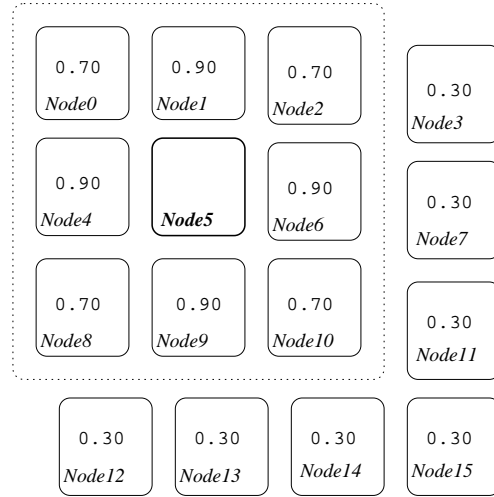 0.70
Node0
0.90
Node1
0.70
Node2
0.30
Node3
0.90
Node4
Node5
0.90
Node6
0.30
Node7
0.70
Node8
0.90
Node9
0.70
Node10
0.30
Node11
0.30
Node12
0.30
Node13
0.30
Node14
0.30
Node15